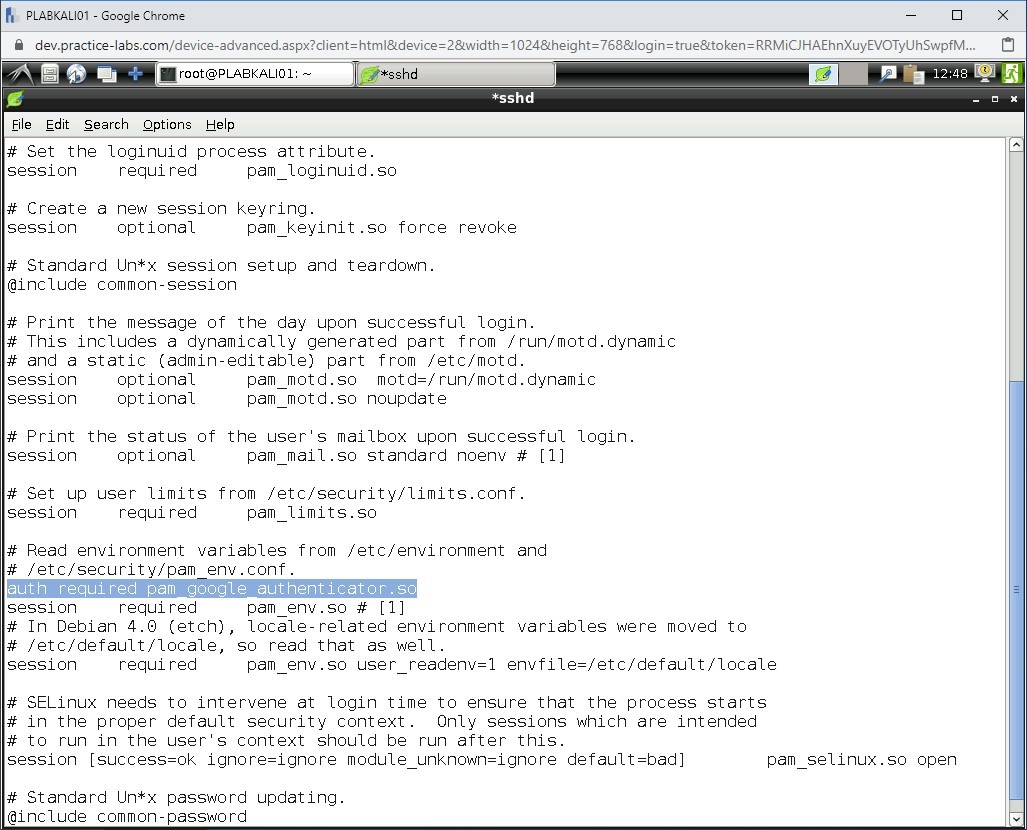 PLABKALI01 - Google Chrome
dev.practice-labs.com/device-advanced.aspx?client=html&device=2&width=1024&height=768&login=true&token=RRMiCJHAEhnXuyEVOTyUhSwpfM...
root@PLABKALI01: ~ *sshd 12:48
*sshd
File Edit Search Options Help
# Set the loginuid process attribute.
session    required     pam_loginuid.so
# Create a new session keyring.
session    optional     pam_keyinit.so force revoke
# Standard Un*x session setup and teardown.
@include common-session
# Print the message of the day upon successful login.
# This includes a dynamically generated part from /run/motd.dynamic
# and a static (admin-editable) part from /etc/motd.
session    optional     pam_motd.so  motd=/run/motd.dynamic
session    optional     pam_motd.so noupdate
# Print the status of the user's mailbox upon successful login.
session    optional     pam_mail.so standard noenv # [1]
# Set up user limits from /etc/security/limits.conf.
session    required     pam_limits.so
# Read environment variables from /etc/environment and
# /etc/security/pam_env.conf.
auth required pam_google_authenticator.so
session    required     pam_env.so # [1]
# In Debian 4.0 (etch), locale-related environment variables were moved to
# /etc/default/locale, so read that as well.
session    required     pam_env.so user_readenv=1 envfile=/etc/default/locale
# SELinux needs to intervene at login time to ensure that the process starts
# in the proper default security context.  Only sessions which are intended
# to run in the user's context should be run after this.
session [success=ok ignore=ignore module_unknown=ignore default=bad]        pam_selinux.so open
# Standard Un*x password updating.
@include common-password